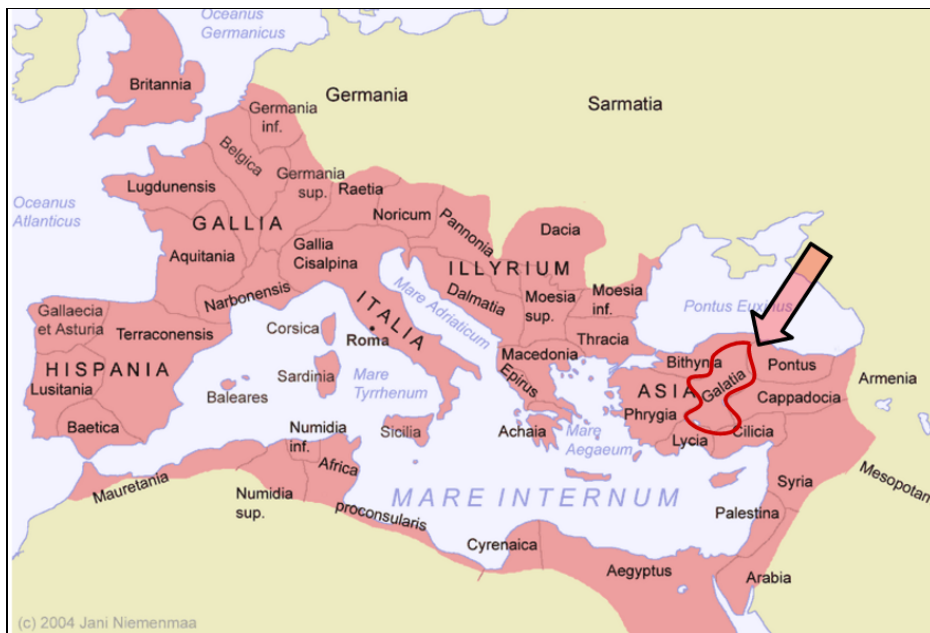 Oceanus
Germanicus
Britannia
Germania
Sarmatia
Germania
inf.
Belgica
Oceanus
Atlanticus
Lugdunensis
Germania
sup.
Raetia
Noricum
Pannonia
Dacia
GALLIA
Aquitania
Gallia
Cisalpina
ILLYRIUM
Dalmatia
Moesia
sup.
Moesia
inf.
Pontus Euxinus
Narbonensis
Gallaecia
et Asturia
Terraconensis
ITALIA
Mare Adriaticum
Corsica
Roma
Thracia
Macedonia
Bithynia
Pontus
Galatia
Armenia
HISPANIA
Lusitania
Baetica
Baleares
Sardinia
Mare
Tyrrhenum
Epirus
ASIA
Phrygia
Cappadocia
Achaia
Mare
Aegaeum
Lycia
Cilicia
Numidia
inf.
Africa
Sicilia
Mauretania
Numidia
sup.
proconsularis
MARE INTERNUM
Syria
Mesopotan
Palestina
Cyrenaica
Aegyptus
Arabia
(c) 2004 Jani Niemenmaa